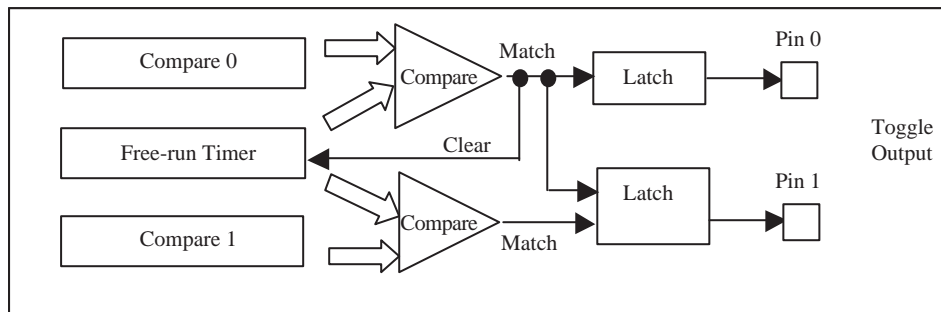 Compare 0
Compare
Match
Latch
Pin 0
Free-run Timer
Clear
Toggle
Output
Compare 1
Compare
Match
Latch
Pin 1